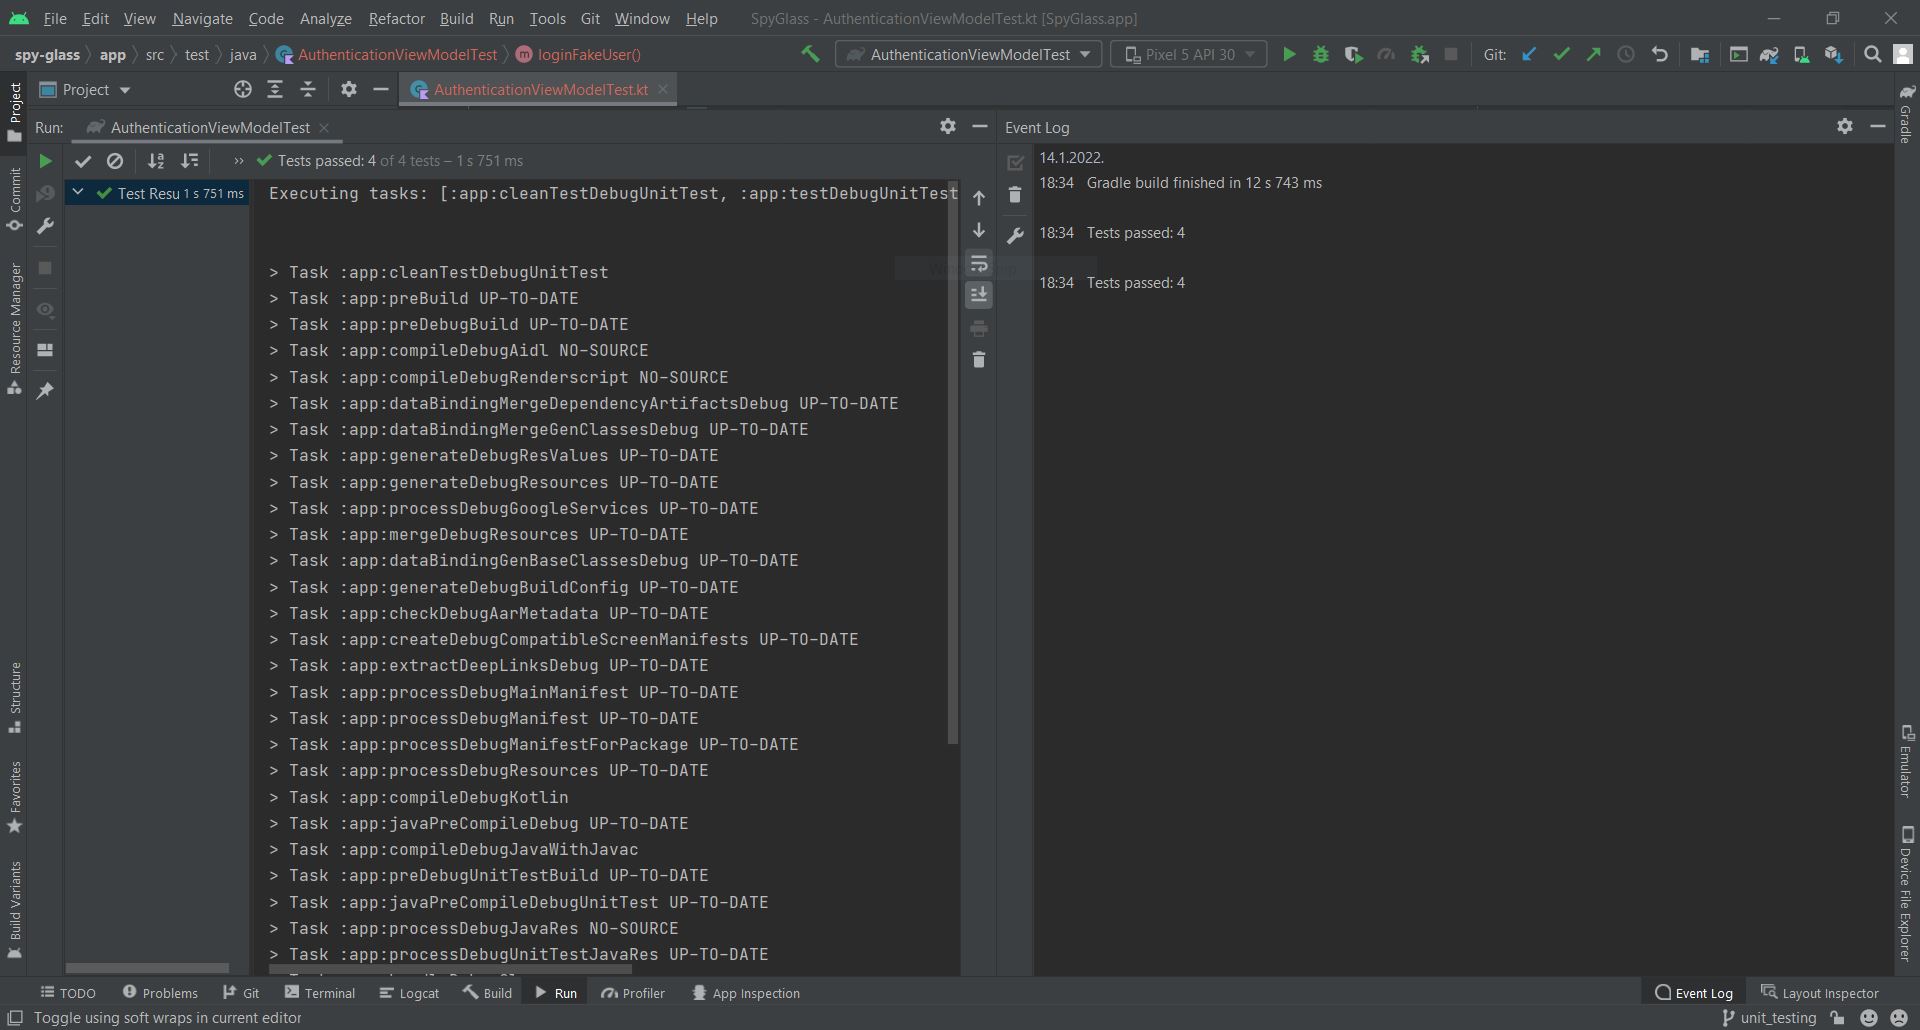 File Edit View Navigate Code Analyze Refactor Build Run Tools Git Window Help SpyGlass - AuthenticationViewModelTest.kt [SpyGlass.app]
spy-glass app src test java AuthenticationViewModelTest loginFakeUser() AuthenticationViewModelTest Pixel 5 API 30 Git:
Project AuthenticationViewModelTest.kt
Run: AuthenticationViewModelTest
Tests passed: 4 of 4 tests – 1 s 751 ms
Test Resu 1 s 751 ms
Executing tasks: [:app:cleanTestDebugUnitTest, :app:testDebugUnitTest
> Task :app:cleanTestDebugUnitTest
> Task :app:preBuild UP-TO-DATE
> Task :app:preDebugBuild UP-TO-DATE
> Task :app:compileDebugAidl NO-SOURCE
> Task :app:compileDebugRenderscript NO-SOURCE
> Task :app:dataBindingMergeDependencyArtifactsDebug UP-TO-DATE
> Task :app:dataBindingMergeGenClassesDebug UP-TO-DATE
> Task :app:generateDebugResValues UP-TO-DATE
> Task :app:generateDebugResources UP-TO-DATE
> Task :app:processDebugGoogleServices UP-TO-DATE
> Task :app:mergeDebugResources UP-TO-DATE
> Task :app:dataBindingGenBaseClassesDebug UP-TO-DATE
> Task :app:generateDebugBuildConfig UP-TO-DATE
> Task :app:checkDebugAarMetadata UP-TO-DATE
> Task :app:createDebugCompatibleScreenManifests UP-TO-DATE
> Task :app:extractDeepLinksDebug UP-TO-DATE
> Task :app:processDebugMainManifest UP-TO-DATE
> Task :app:processDebugManifest UP-TO-DATE
> Task :app:processDebugManifestForPackage UP-TO-DATE
> Task :app:processDebugResources UP-TO-DATE
> Task :app:compileDebugKotlin
> Task :app:javaPreCompileDebug UP-TO-DATE
> Task :app:compileDebugJavaWithJavac
> Task :app:preDebugUnitTestBuild UP-TO-DATE
> Task :app:javaPreCompileDebugUnitTest UP-TO-DATE
> Task :app:processDebugJavaRes NO-SOURCE
> Task :app:processDebugUnitTestJavaRes UP-TO-DATE
Event Log
14.1.2022.
18:34 Gradle build finished in 12 s 743 ms
18:34 Tests passed: 4
18:34 Tests passed: 4
Project
Commit
Resource Manager
Structure
Favorites
Build Variants
Gradle
Emulator
Device File Explorer
TODO Problems Git Terminal Logcat Build Run Profiler App Inspection Event Log Layout Inspector
Toggle using soft wraps in current editor unit_testing